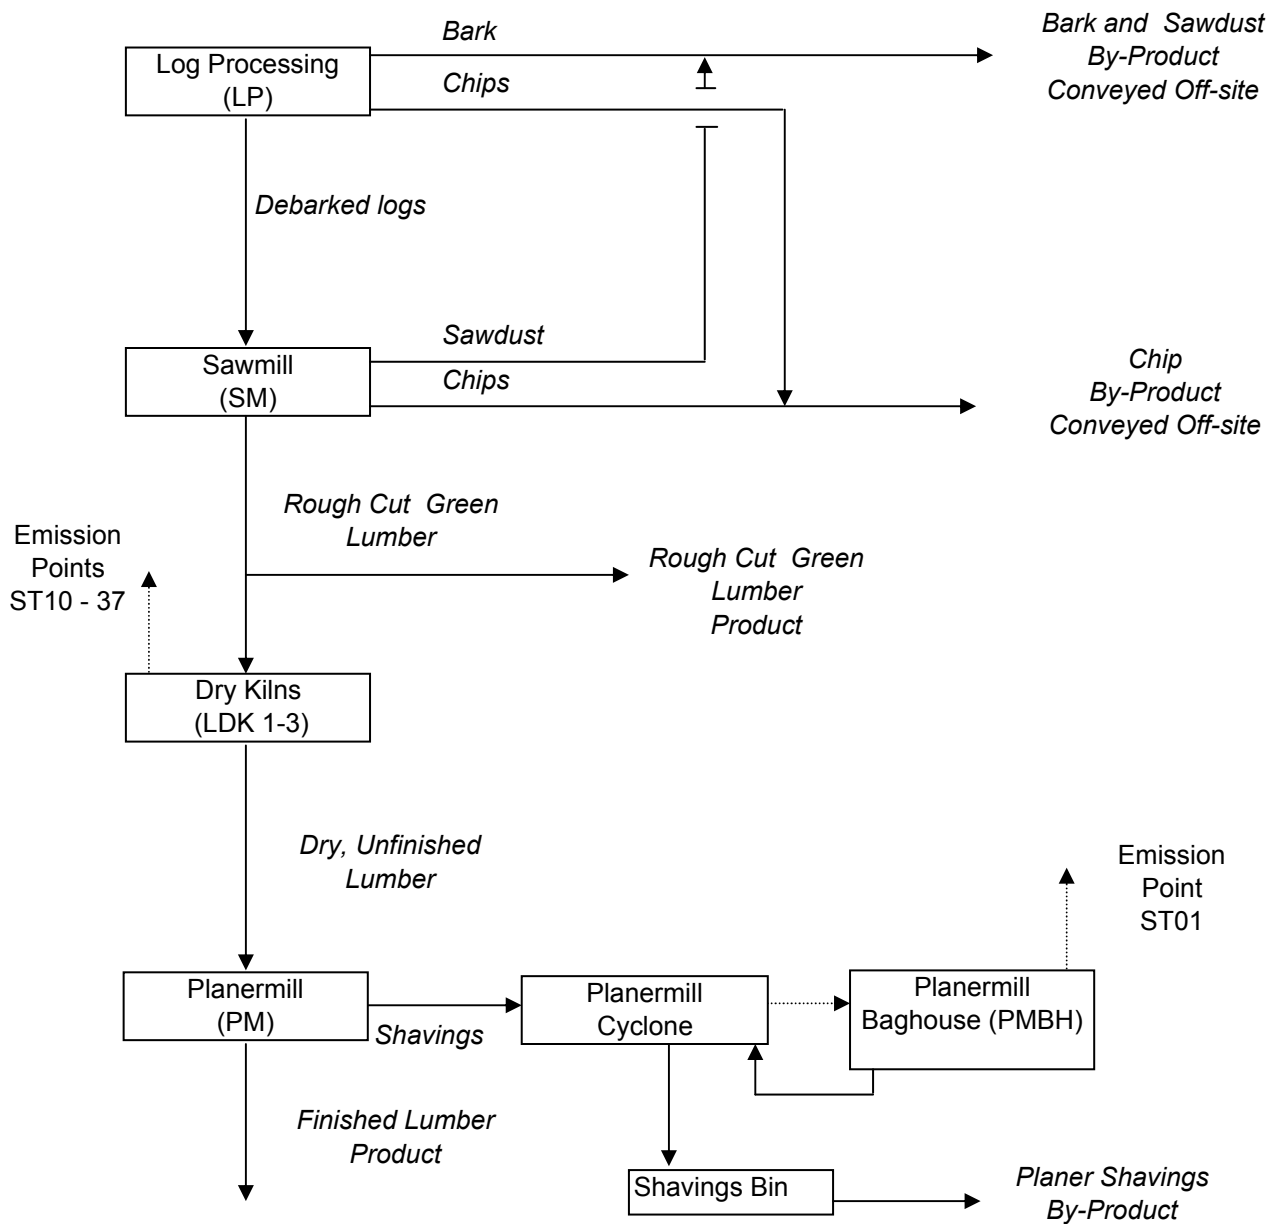 Bark
Bark and Sawdust
By-Product
Conveyed Off-site
Log Processing
(LP)
Chips
Debarked logs
Sawdust
Sawmill
(SM)
Chips
Chip
By-Product
Conveyed Off-site
Rough Cut Green
Lumber
Emission
Points
ST10 - 37
Rough Cut Green
Lumber
Product
Dry Kilns
(LDK 1-3)
Dry, Unfinished
Lumber
Emission
Point
ST01
Planermill
(PM)
Shavings
Planermill
Cyclone
Planermill
Baghouse (PMBH)
Finished Lumber
Product
Shavings Bin
Planer Shavings
By-Product